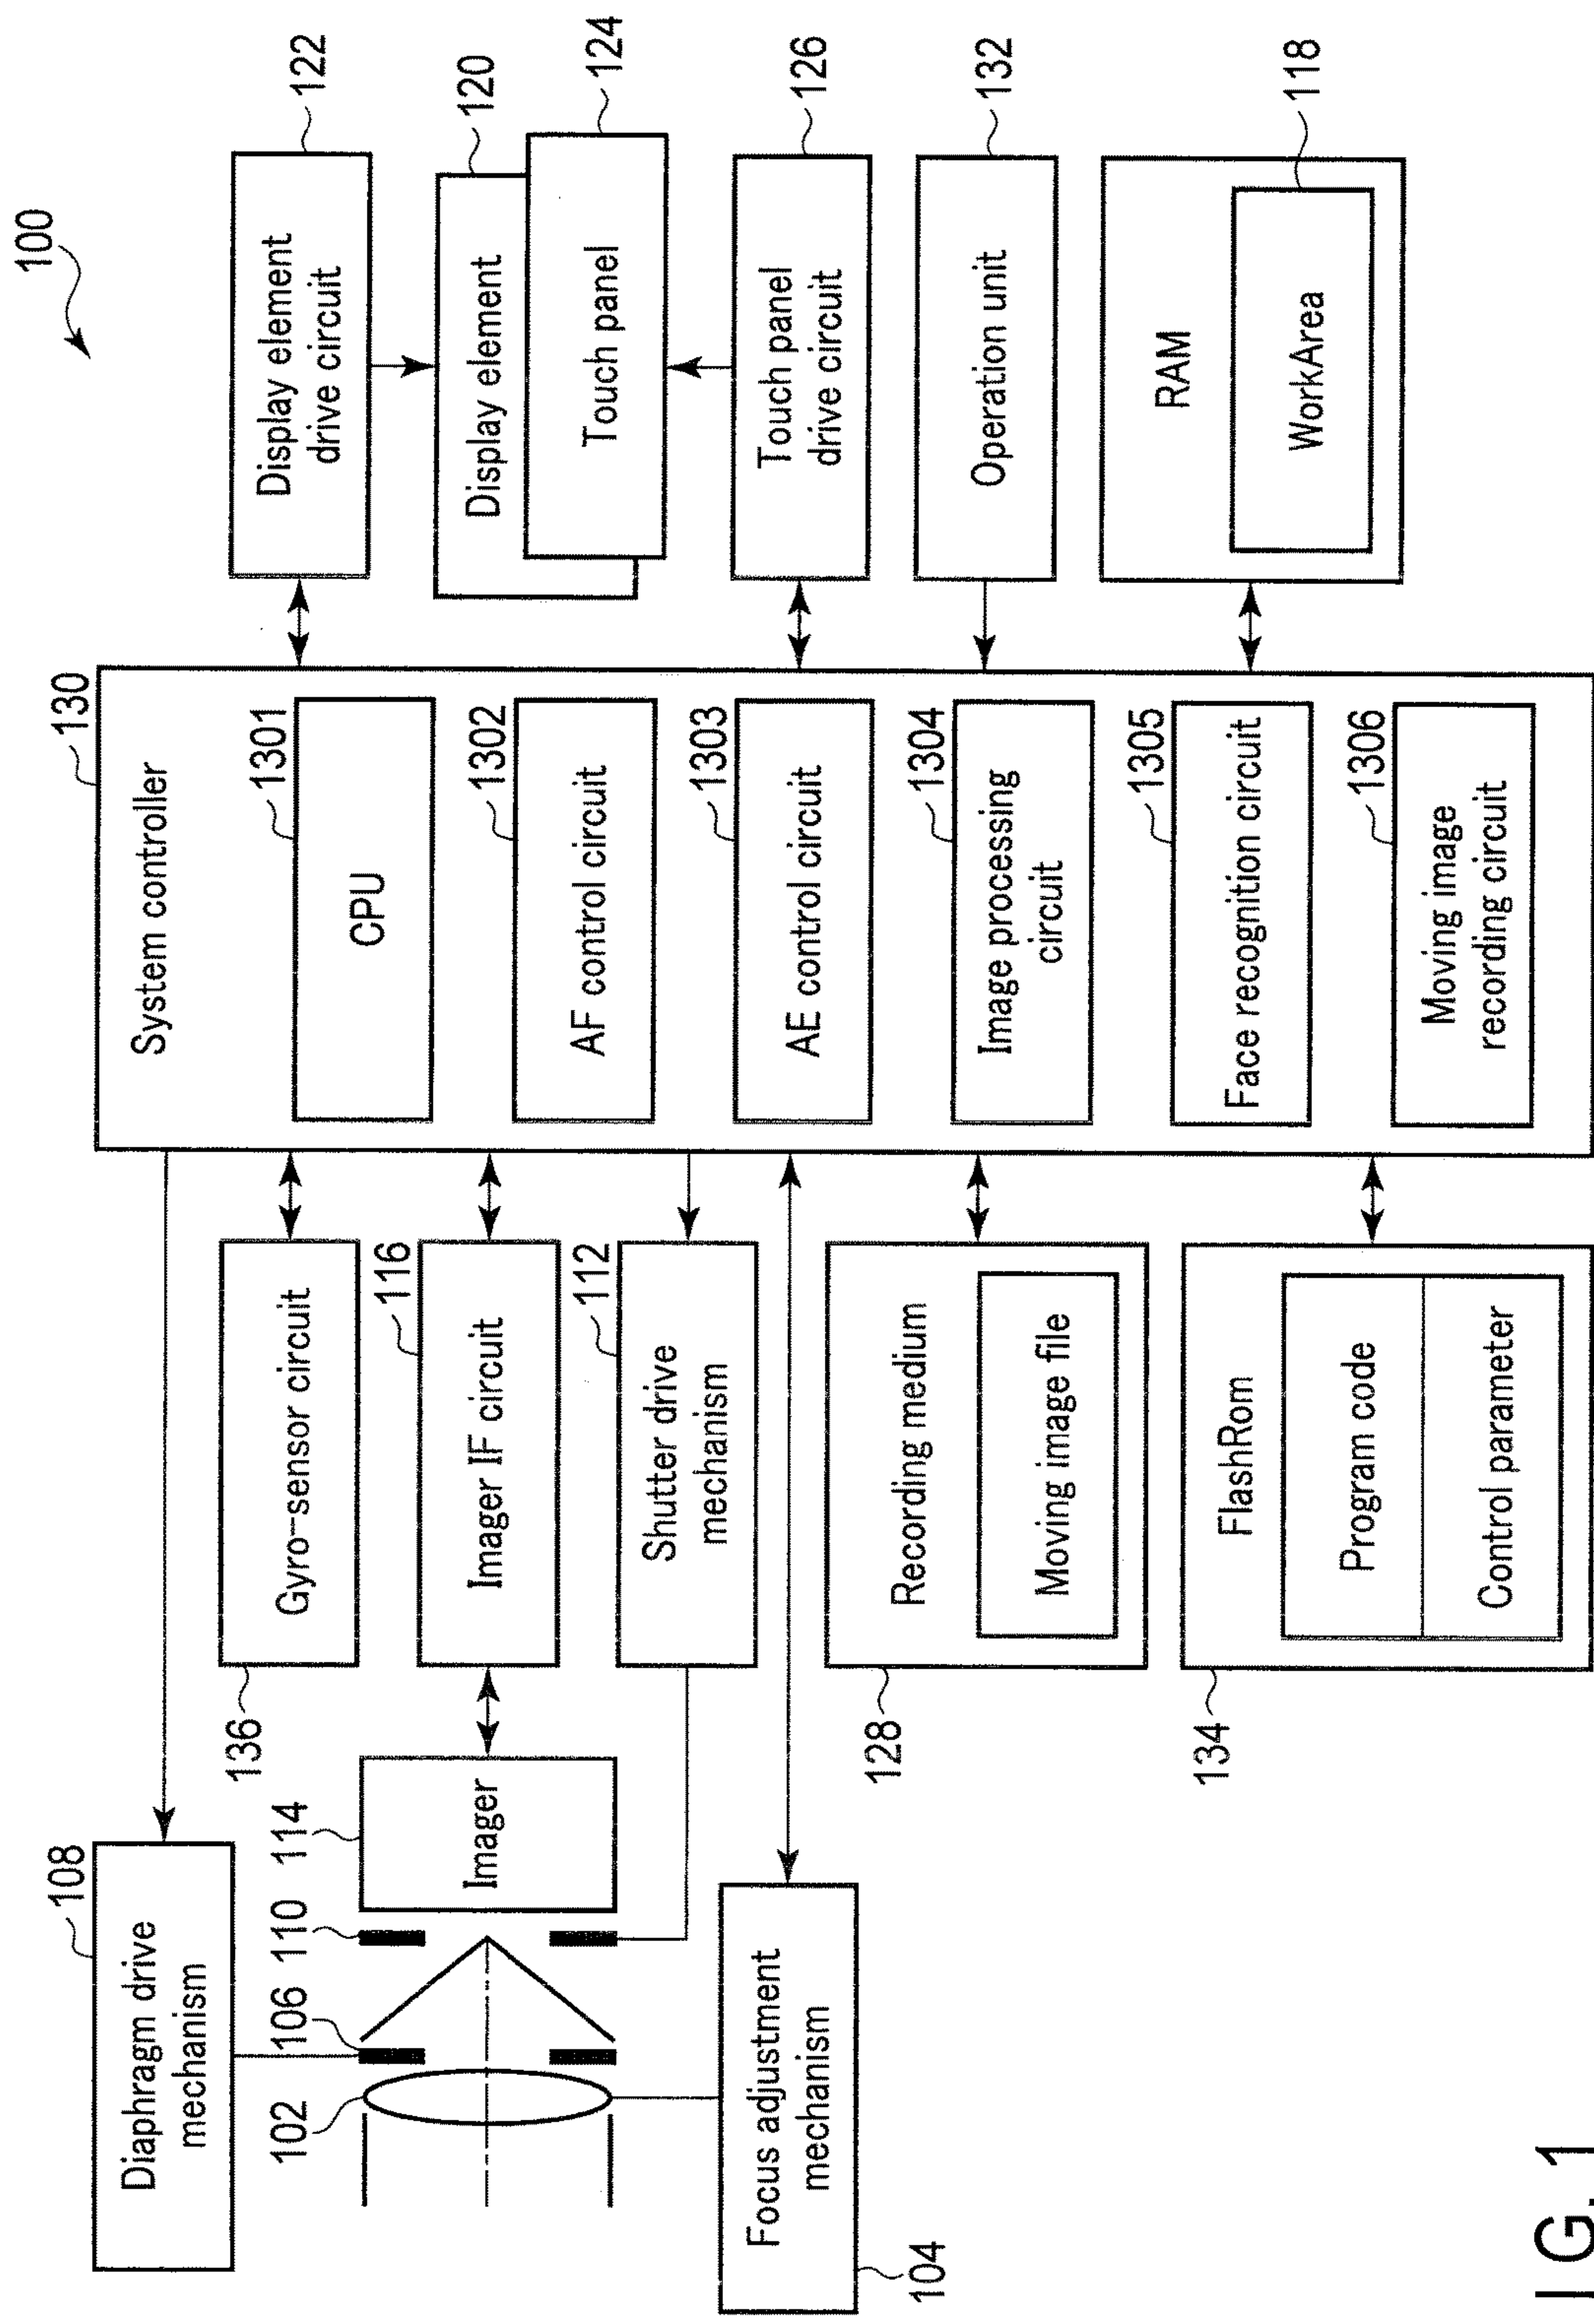 100
108
Diaphragm drive
mechanism
102
106
110
114
Imager
Focus adjustment
mechanism
104
136
Gyro-sensor circuit
116
Imager IF circuit
112
Shutter drive
mechanism
128
Recording medium
Moving image file
134
FlashRom
Program code
Control parameter
130
System controller
1301
CPU
1302
AF control circuit
1303
AE control circuit
1304
Image processing
circuit
1305
Face recognition circuit
1306
Moving image
recording circuit
122
Display element
drive circuit
120
Display element
124
Touch panel
126
Touch panel
drive circuit
132
Operation unit
RAM
118
WorkArea
I G. 1